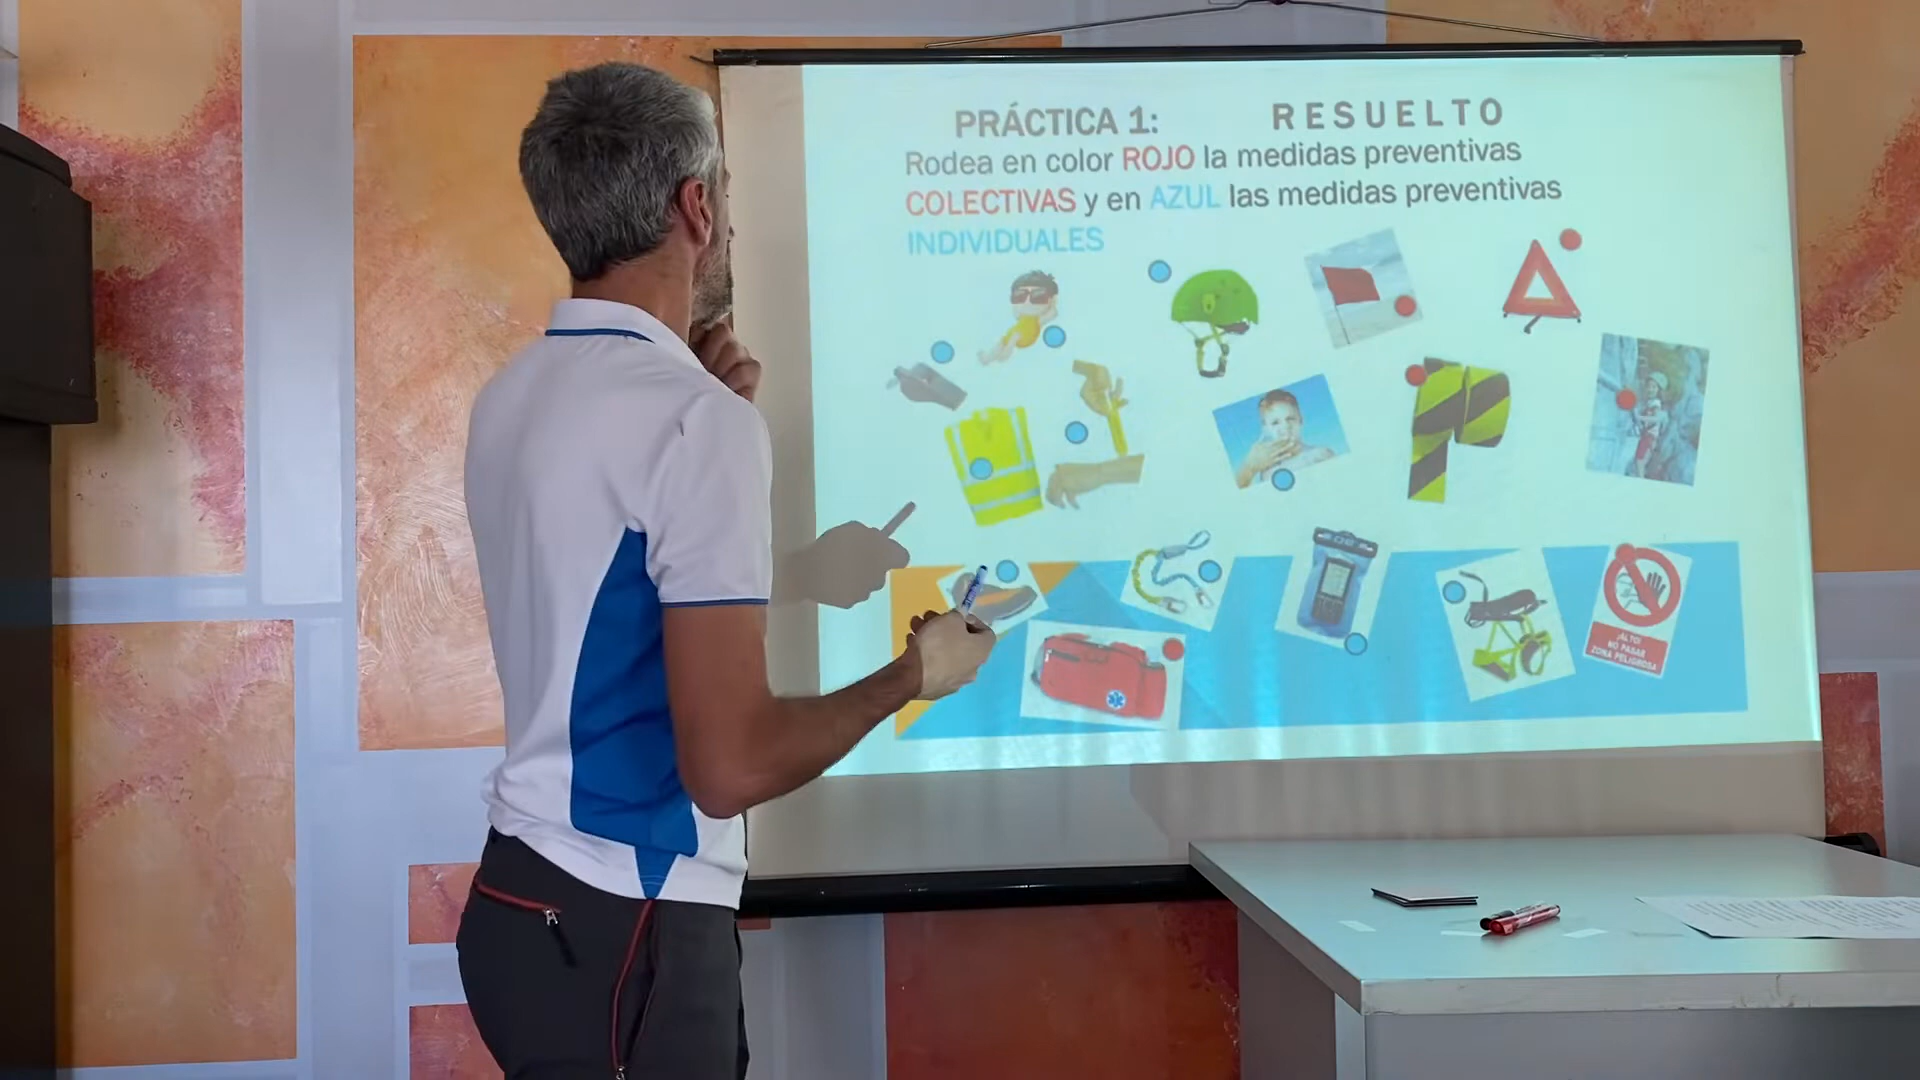 PRÁCTICA 1: RESUELTO
Rodea en color ROJO la medidas preventivas
COLECTIVAS y en AZUL las medidas preventivas
INDIVIDUALES
¡ALTO!
NO PASAR
ZONA PELIGROSA